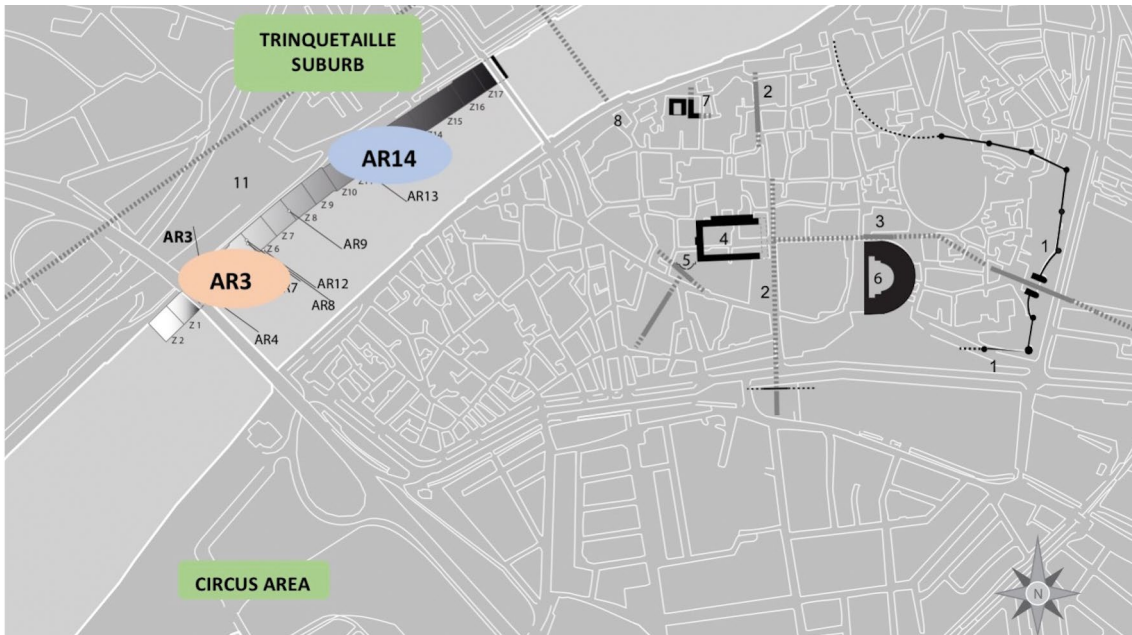 TRINQUETAILLE
SUBURB
Z17
Z16
Z15
Z14
AR14
Z10
AR13
Z 9
Z 8
AR9
Z 7
Z 6
11
AR3
AR3
AR12
AR8
Z 1
Z 2
AR4
8
7
2
3
4
5
6
2
1
1
CIRCUS AREA
N